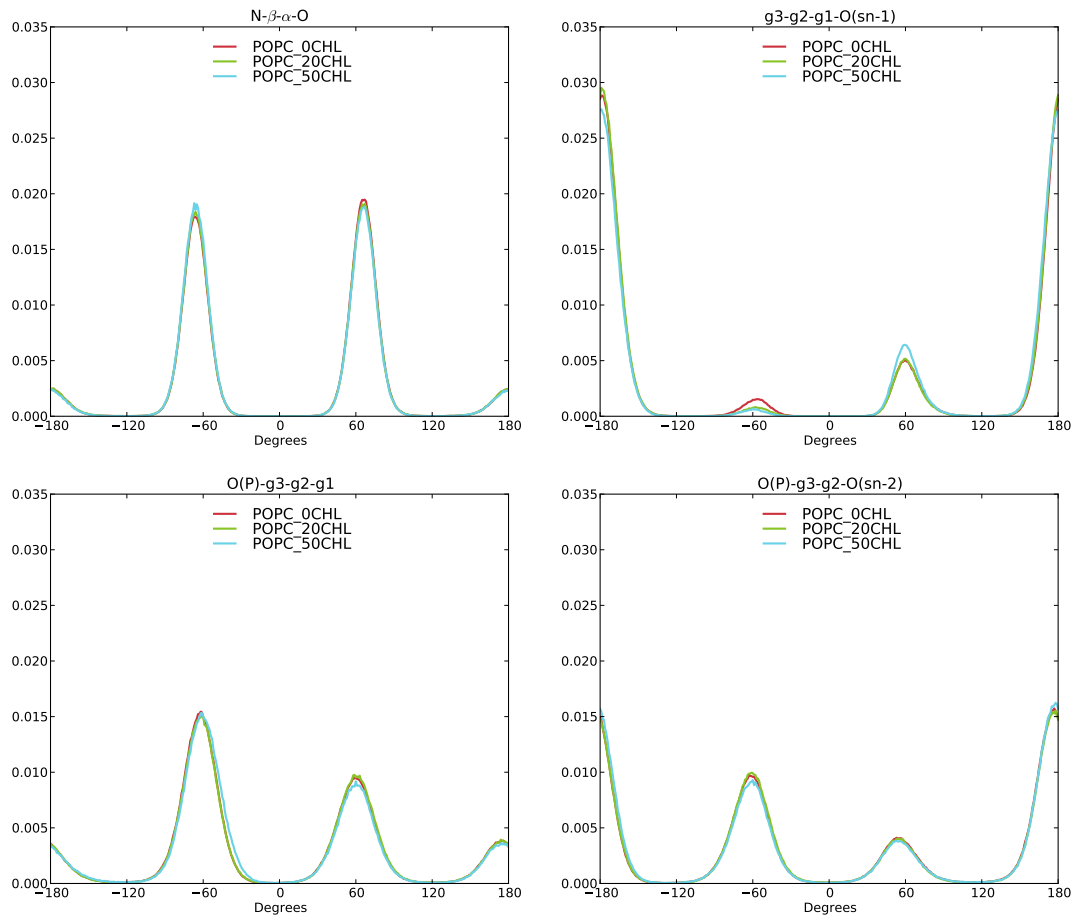 N-β-α-O
0.035
0.030
0.025
0.020
0.015
0.010
0.005
0.000
POPC_0CHL
POPC_20CHL
POPC_50CHL
−180 −120 −60 0 60 120 180
Degrees
g3-g2-g1-O(sn-1)
0.035
0.030
0.025
0.020
0.015
0.010
0.005
0.000
POPC_0CHL
POPC_20CHL
POPC_50CHL
−180 −120 −60 0 60 120 180
Degrees
O(P)-g3-g2-g1
0.035
0.030
0.025
0.020
0.015
0.010
0.005
0.000
POPC_0CHL
POPC_20CHL
POPC_50CHL
−180 −120 −60 0 60 120 180
Degrees
O(P)-g3-g2-O(sn-2)
0.035
0.030
0.025
0.020
0.015
0.010
0.005
0.000
POPC_0CHL
POPC_20CHL
POPC_50CHL
−180 −120 −60 0 60 120 180
Degrees